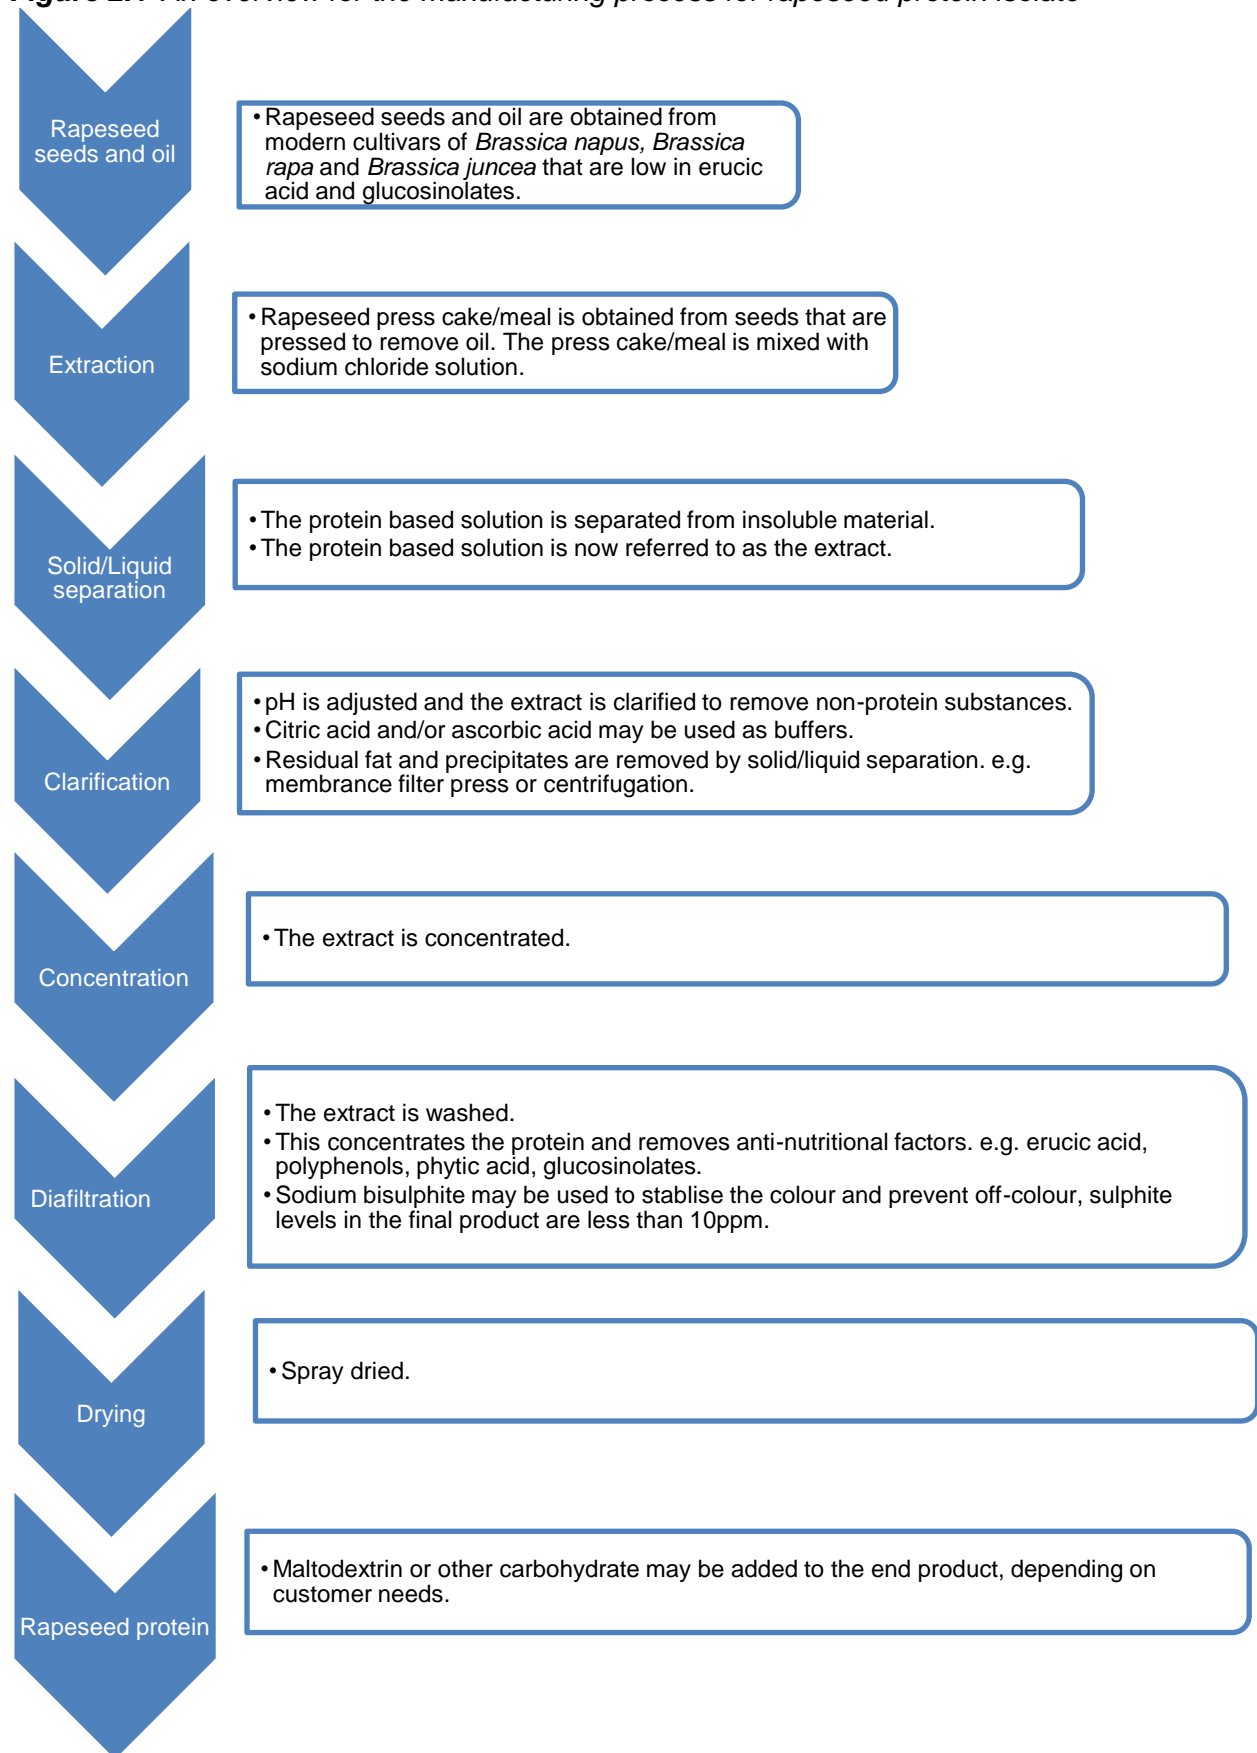 Rapeseed
seeds and oil
• Rapeseed seeds and oil are obtained from
modern cultivars of Brassica napus, Brassica
rapa and Brassica juncea that are low in erucic
acid and glucosinolates.
Extraction
• Rapeseed press cake/meal is obtained from seeds that are
pressed to remove oil. The press cake/meal is mixed with
sodium chloride solution.
Solid/Liquid
separation
• The protein based solution is separated from insoluble material.
• The protein based solution is now referred to as the extract.
Clarification
• pH is adjusted and the extract is clarified to remove non-protein substances.
• Citric acid and/or ascorbic acid may be used as buffers.
• Residual fat and precipitates are removed by solid/liquid separation. e.g.
membrance filter press or centrifugation.
Concentration
• The extract is concentrated.
Diafiltration
• The extract is washed.
• This concentrates the protein and removes anti-nutritional factors. e.g. erucic acid,
polyphenols, phytic acid, glucosinolates.
• Sodium bisulphite may be used to stablise the colour and prevent off-colour, sulphite
levels in the final product are less than 10ppm.
Drying
• Spray dried.
Rapeseed protein
• Maltodextrin or other carbohydrate may be added to the end product, depending on
customer needs.